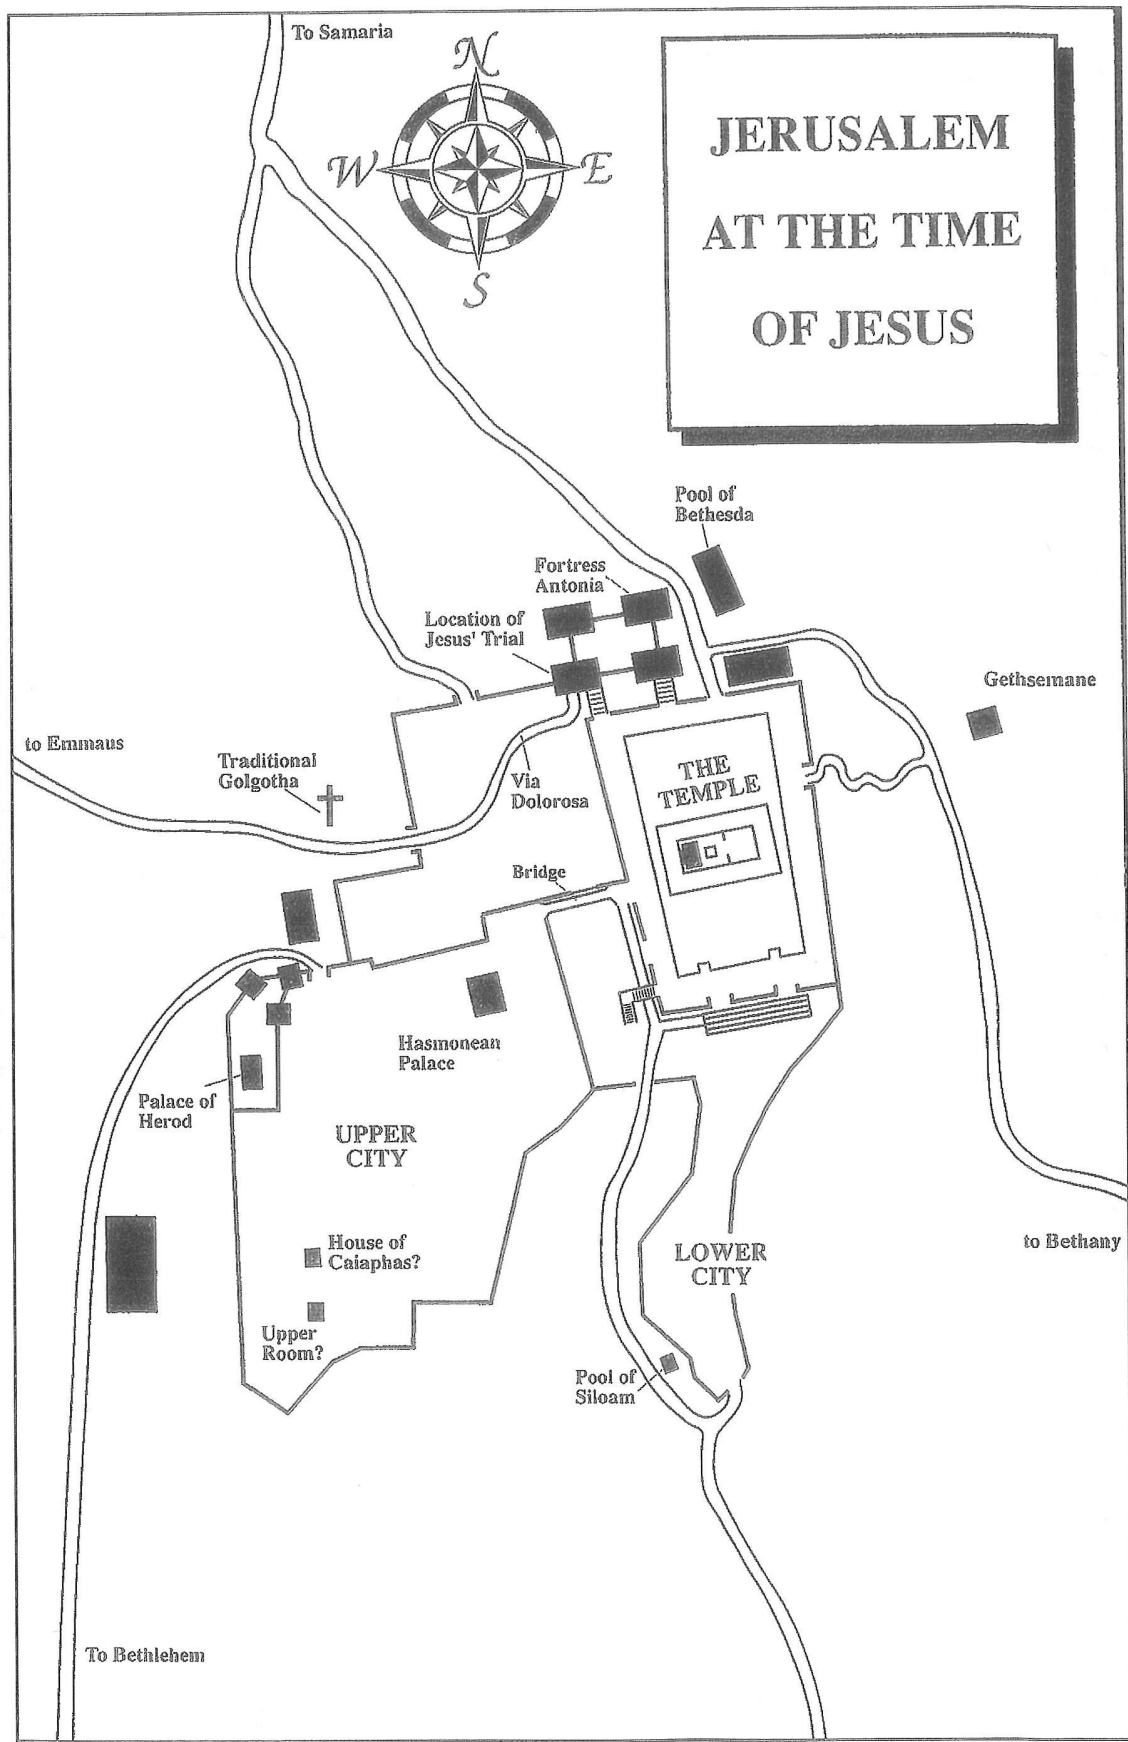 To Samaria
N
W
E
S
JERUSALEM
AT THE TIME
OF JESUS
Pool of
Bethesda
Fortress
Antonia
Location of
Jesus' Trial
Gethsemane
to Emmaus
Traditional
Golgotha
Via
Dolorosa
THE
TEMPLE
Bridge
Hasmonean
Palace
Palace of
Herod
UPPER
CITY
House of
Caiaphas?
Upper
Room?
LOWER
CITY
to Bethany
Pool of
Siloam
To Bethlehem